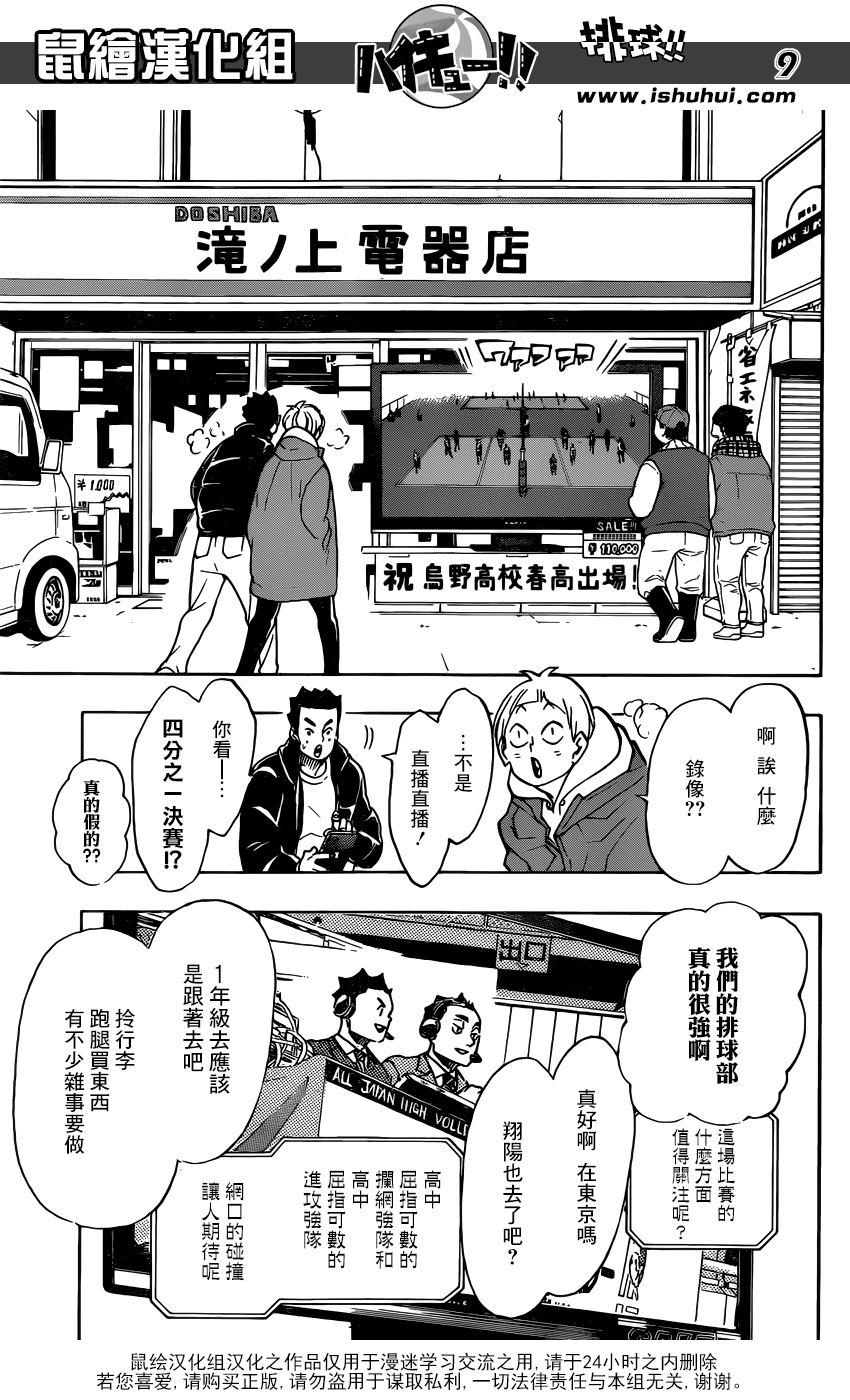 鼠繪漢化組
ハイキュー!!
排球!!
9
www.ishuhui.com
DOSHIBA
滝ノ上電器店
ワァァァァァ
省エネ
¥1,000
SALE!!
¥110,000
祝 烏野高校春高出場!
啊 誒 什麼
錄像??
…不是
直播直播!
你看!…
四分之一決賽!?
真的假的??
我們的排球部
真的很強啊
這場比賽的
什麼方面
值得關注呢?
真好啊 在東京嗎
翔陽也去了吧?
出口
ALL JAPAN HIGH VOLLE
高中
屈指可數的
攔網強隊和
高中
屈指可數的
進攻強隊
網口的碰撞
讓人期待呢
1年級去應該
是跟著去吧
拎行李
跑腿買東西
有不少雜事要做
鼠绘汉化组汉化之作品仅用于漫迷学习交流之用,请于24小时之内删除
若您喜爱,请购买正版,请勿盗用于谋取私利,一切法律责任与本组无关,谢谢。